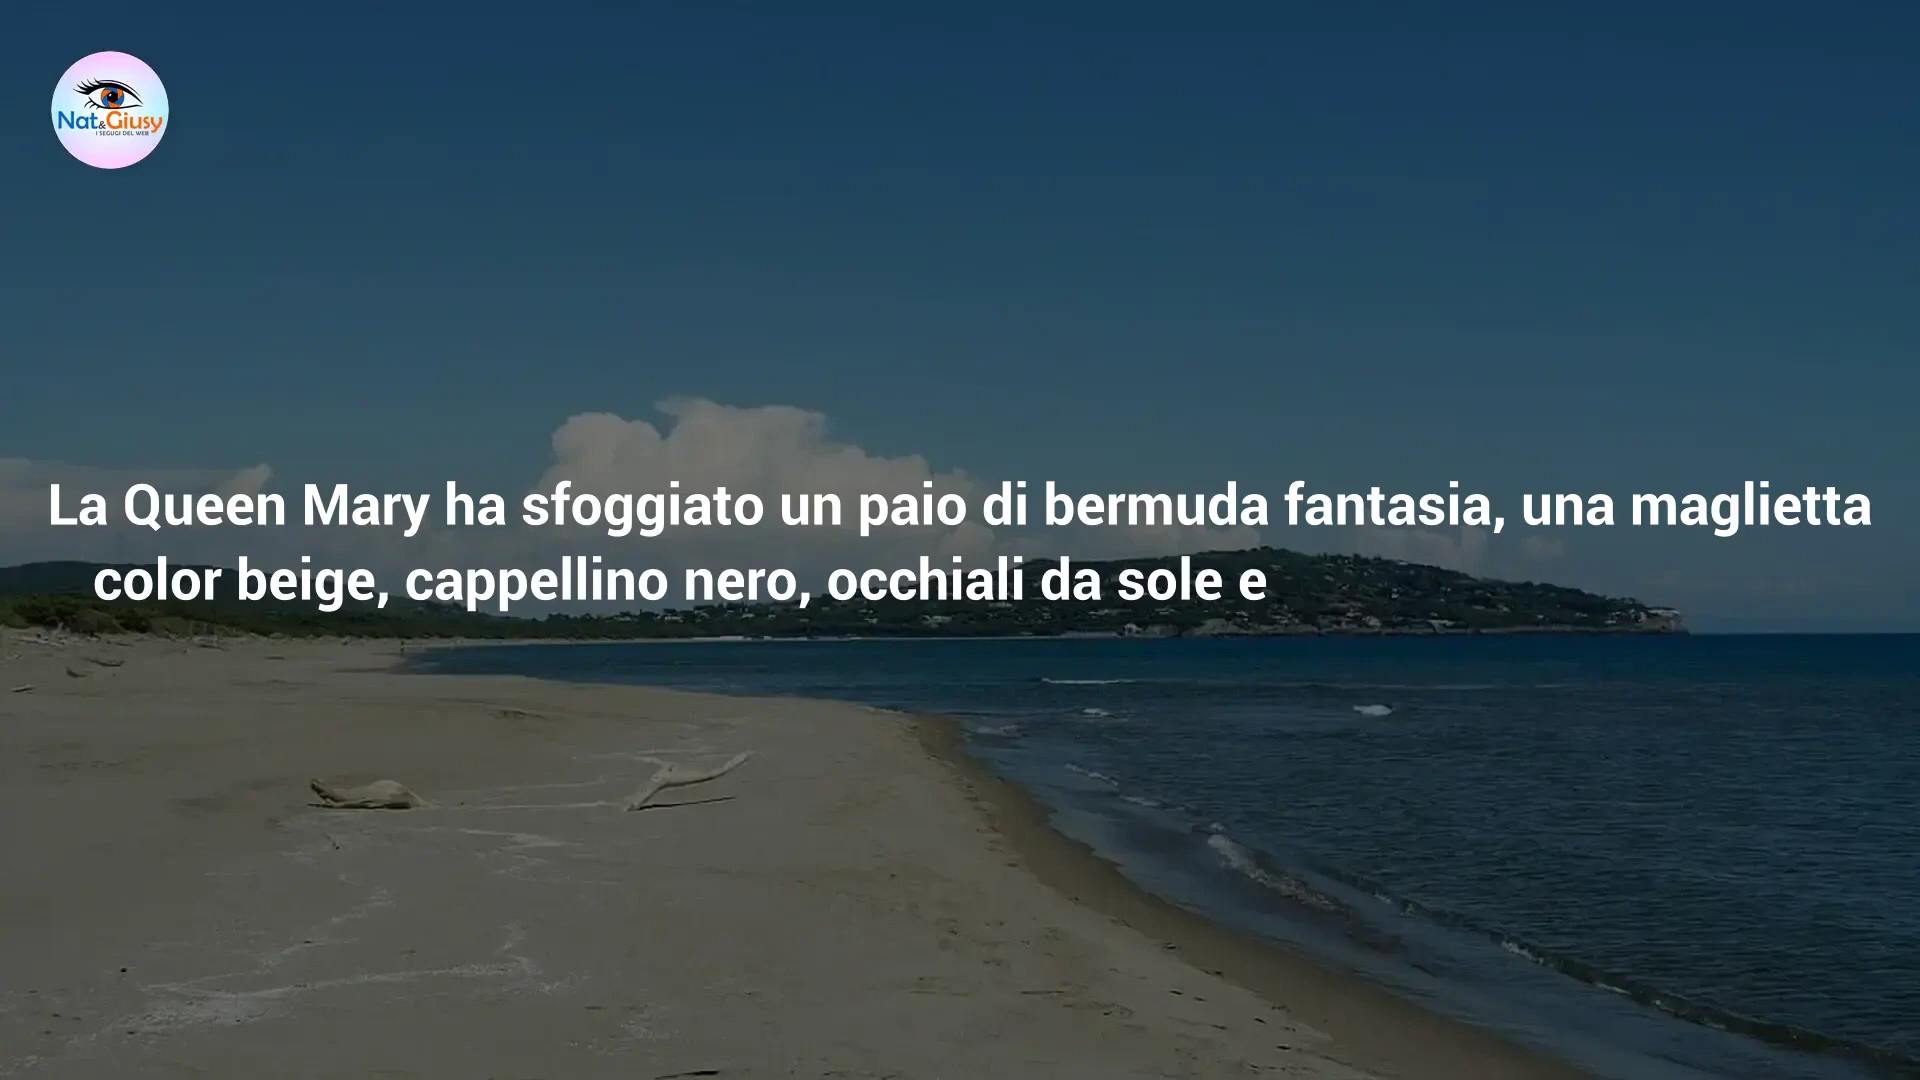 Nat&Giusy
I SEGUGI DEL WEB
La Queen Mary ha sfoggiato un paio di bermuda fantasia, una maglietta
color beige, cappellino nero, occhiali da sole e